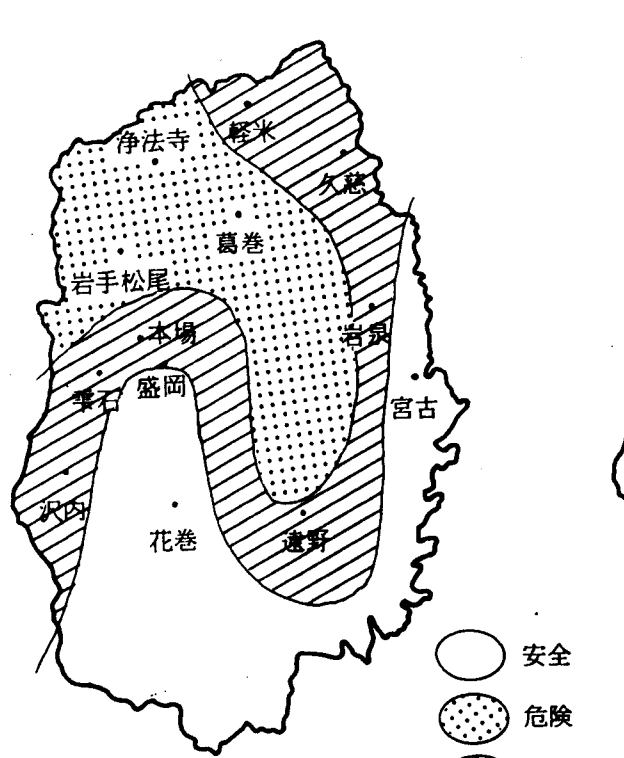 浄法寺
軽米
久慈
葛巻
岩手松尾
本場
岩泉
雫石
盛岡
宮古
沢内
花巻
遠野
安全
危険